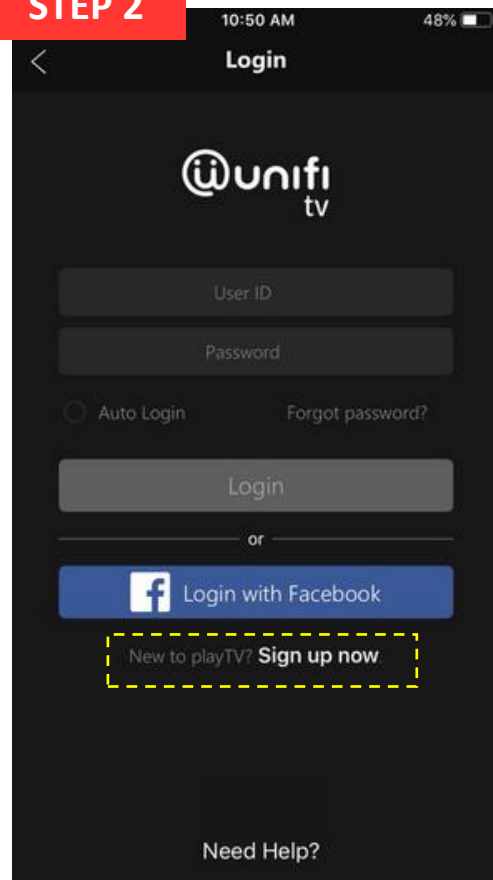 STEP 2
10:50 AM 48%
Login
unifi
tv
User ID
Password
Auto Login Forgot password?
Login
or
f Login with Facebook
New to playTV? Sign up now.
Need Help?